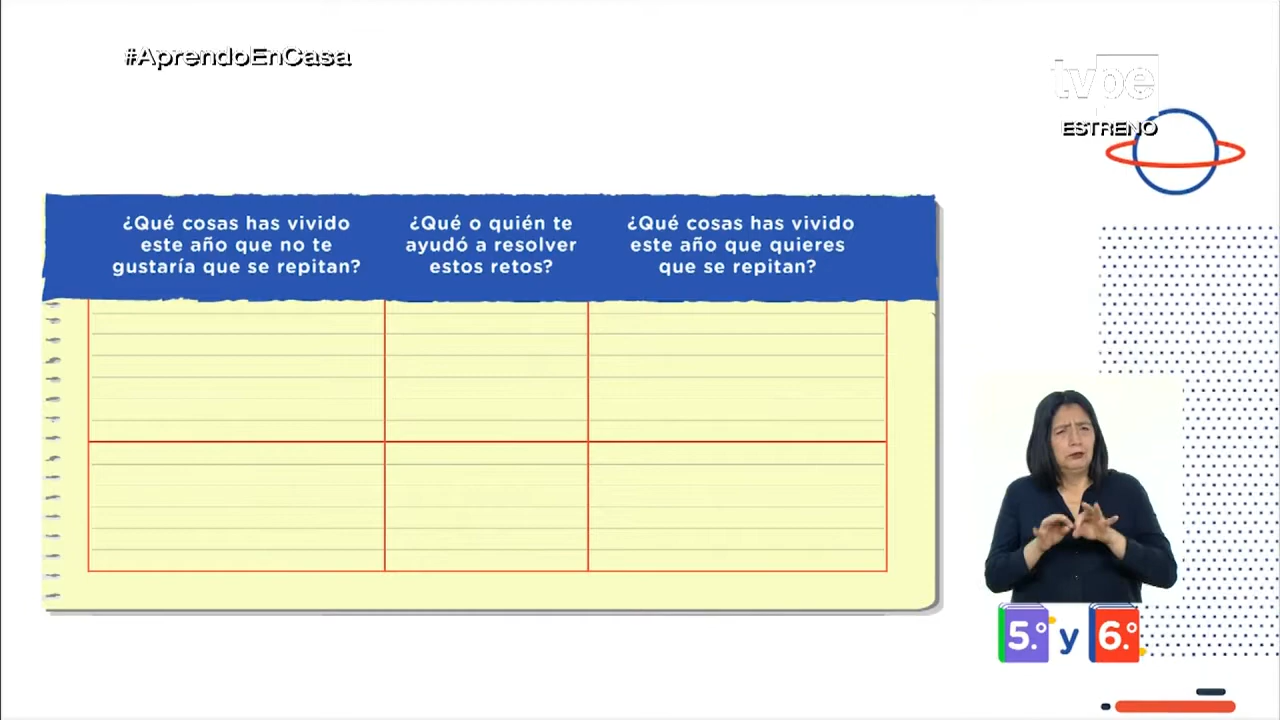 #AprendoEnCasa
tvpe
ESTRENO
¿Qué cosas has vivido
este año que no te
gustaría que se repitan?
¿Qué o quién te
ayudó a resolver
estos retos?
¿Qué cosas has vivido
este año que quieres
que se repitan?
5.° y 6.°